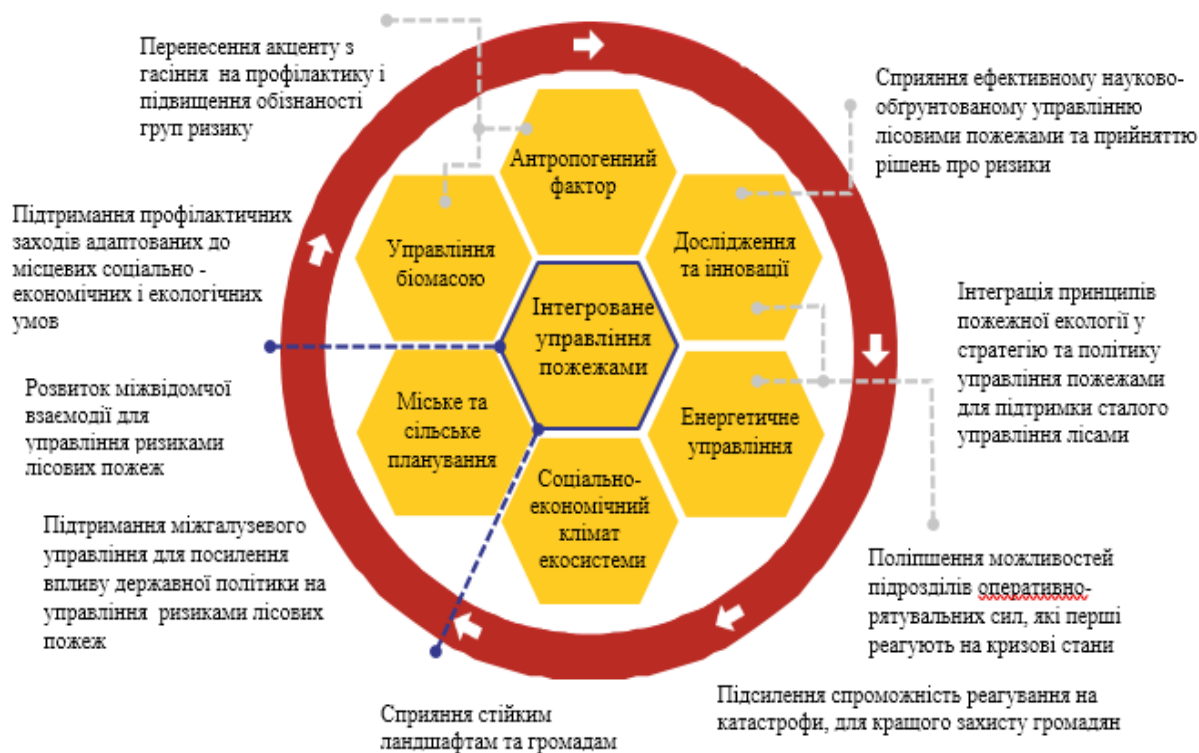 Перенесення акценту з
гасіння на профілактику і
підвищення обізнаності
груп ризику
Сприяння ефективному науково-
обґрунтованому управлінню
лісовими пожежами та прийняттю
рішень про ризики
Антропогенний
фактор
Підтримання профілактичних
заходів адаптованих до
місцевих соціально -
економічних і екологічних
умов
Управління
біомасою
Дослідження
та інновації
Інтегроване
управління
пожежами
Інтеграція принципів
пожежної екології у
стратегію та політику
управління пожежами
для підтримки сталого
управління лісами
Розвиток міжвідомчої
взаємодії для
управління ризиками
лісових пожеж
Міське та
сільське
планування
Енергетичне
управління
Соціально-
економічний
клімат
екосистеми
Підтримання міжгалузевого
управління для посилення
впливу державної політики на
управління ризиками лісових
пожеж
Поліпшення можливостей
підрозділів оперативно-
рятувальних сил, які перші
реагують на кризові стани
Підсилення спроможність реагування на
катастрофи, для кращого захисту громадян
Сприяння стійким
ландшафтам та громадам